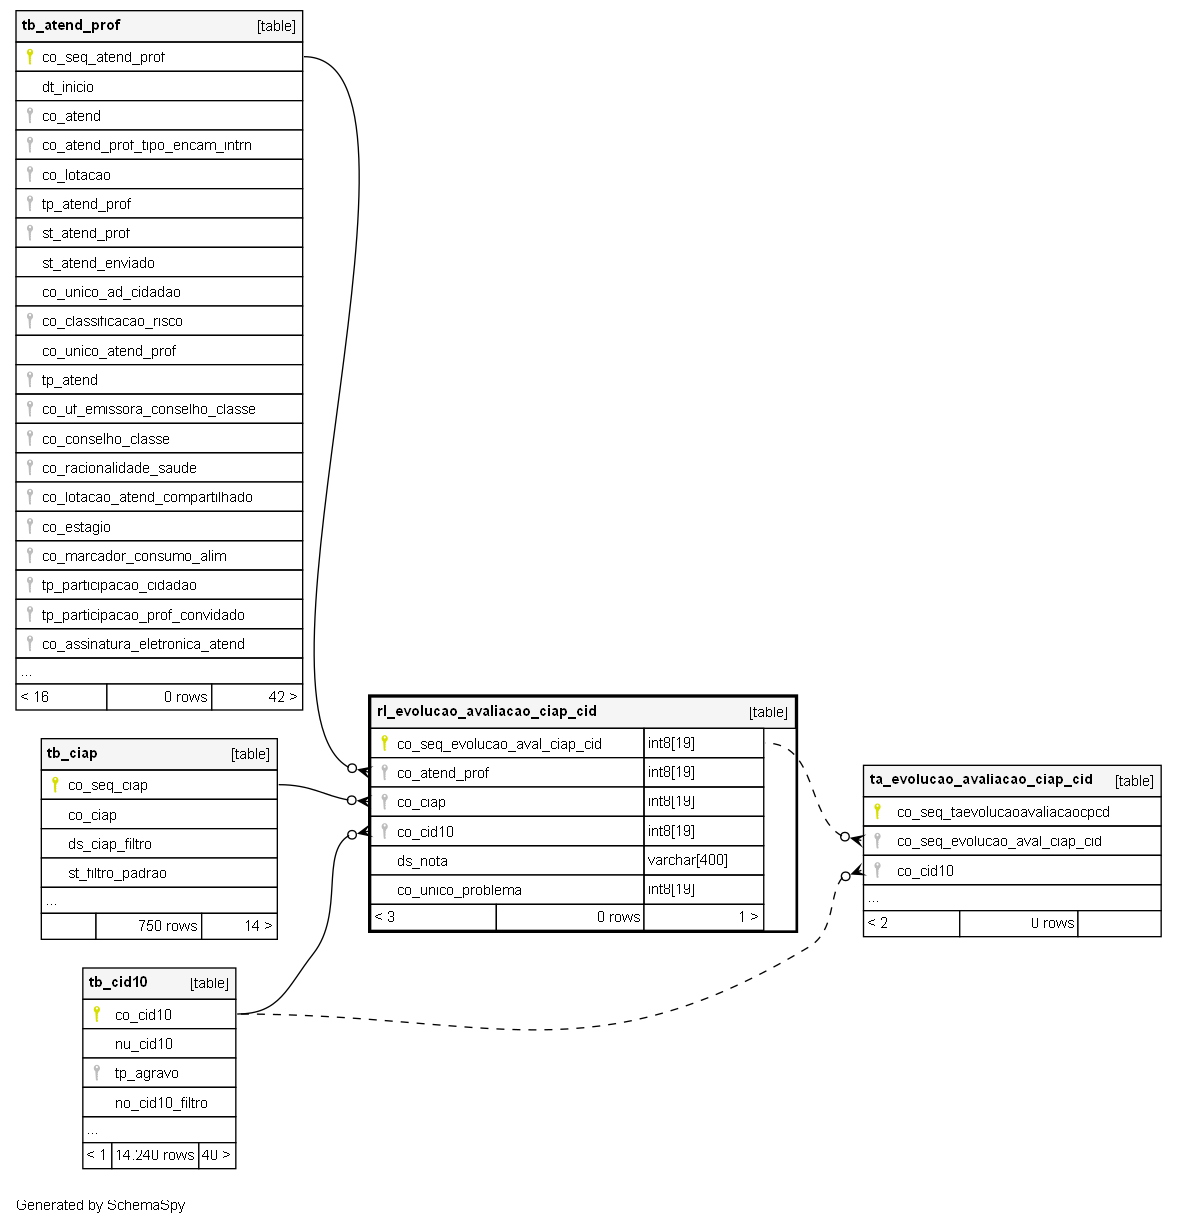 tb_atend_prof [table]
co_seq_atend_prof
dt_inicio
co_atend
co_atend_prof_tipo_encam_intrn
co_lotacao
tp_atend_prof
st_atend_prof
st_atend_enviado
co_unico_ad_cidadao
co_classificacao_risco
co_unico_atend_prof
tp_atend
co_uf_emissora_conselho_classe
co_conselho_classe
co_racionalidade_saude
co_lotacao_atend_compartilhado
co_estagio
co_marcador_consumo_alim
tp_participacao_cidadao
tp_participacao_prof_convidado
co_assinatura_eletronica_atend
...
< 16 0 rows 42 >
tb_ciap [table]
co_seq_ciap
co_ciap
ds_ciap_filtro
st_filtro_padrao
...
750 rows 14 >
tb_cid10 [table]
co_cid10
nu_cid10
tp_agravo
no_cid10_filtro
...
< 1 14.240 rows 40 >
rl_evolucao_avaliacao_ciap_cid [table]
co_seq_evolucao_aval_ciap_cid int8[19]
co_atend_prof int8[19]
co_ciap int8[19]
co_cid10 int8[19]
ds_nota varchar[400]
co_unico_problema int8[19]
< 3 0 rows 1 >
ta_evolucao_avaliacao_ciap_cid [table]
co_seq_taevolucaoavaliacaocpcd
co_seq_evolucao_aval_ciap_cid
co_cid10
...
< 2 0 rows
Generated by SchemaSpy